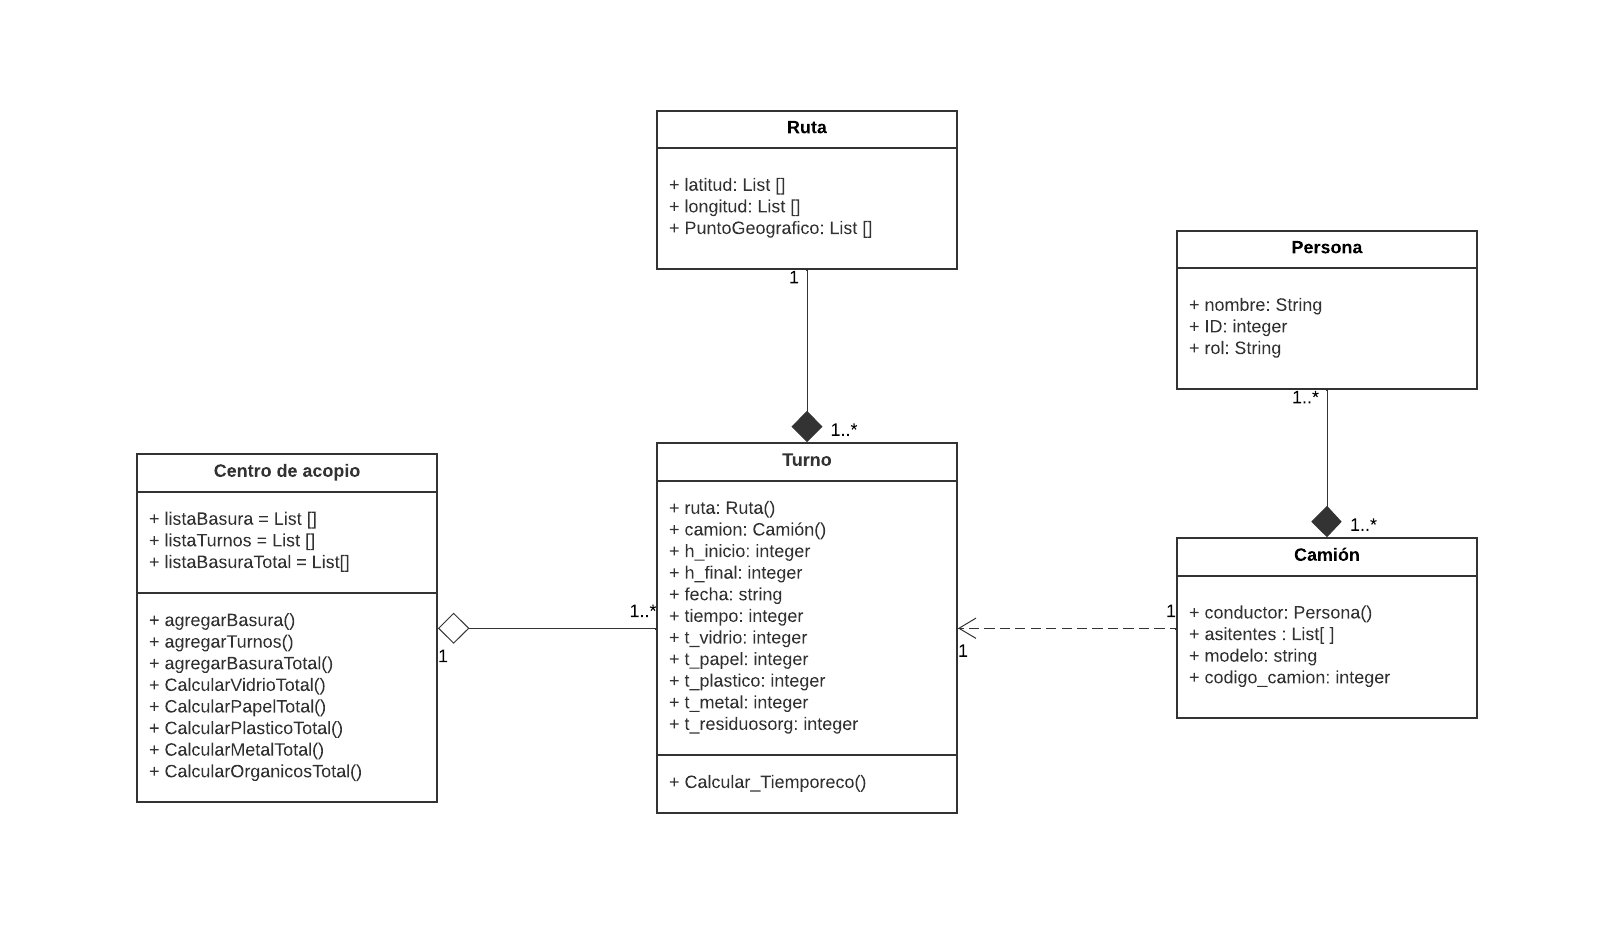 Ruta
+ latitud: List []
+ longitud: List []
+ PuntoGeografico: List []
1
1..*
Persona
+ nombre: String
+ ID: integer
+ rol: String
1..*
1..*
Centro de acopio
+ listaBasura = List []
+ listaTurnos = List []
+ listaBasuraTotal = List[]
+ agregarBasura()
+ agregarTurnos()
+ agregarBasuraTotal()
+ CalcularVidrioTotal()
+ CalcularPapelTotal()
+ CalcularPlasticoTotal()
+ CalcularMetalTotal()
+ CalcularOrganicosTotal()
1
1..*
Turno
+ ruta: Ruta()
+ camion: Camión()
+ h_inicio: integer
+ h_final: integer
+ fecha: string
+ tiempo: integer
+ t_vidrio: integer
+ t_papel: integer
+ t_plastico: integer
+ t_metal: integer
+ t_residuosorg: integer
+ Calcular_Tiemporeco()
1
1
Camión
+ conductor: Persona()
+ asitentes : List[ ]
+ modelo: string
+ codigo_camion: integer